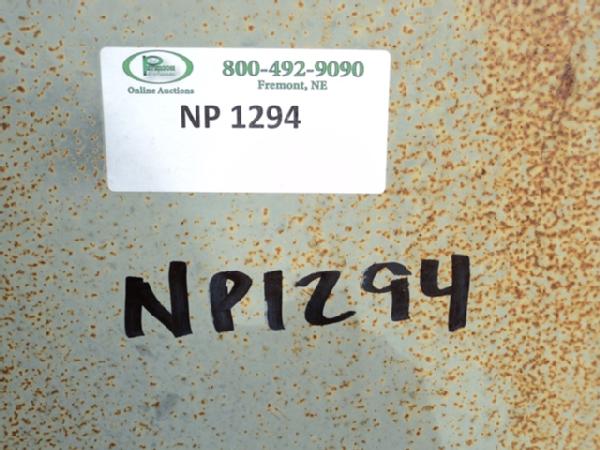 800-492-9090
Online Auctions
Fremont, NE
NP 1294
NP1294